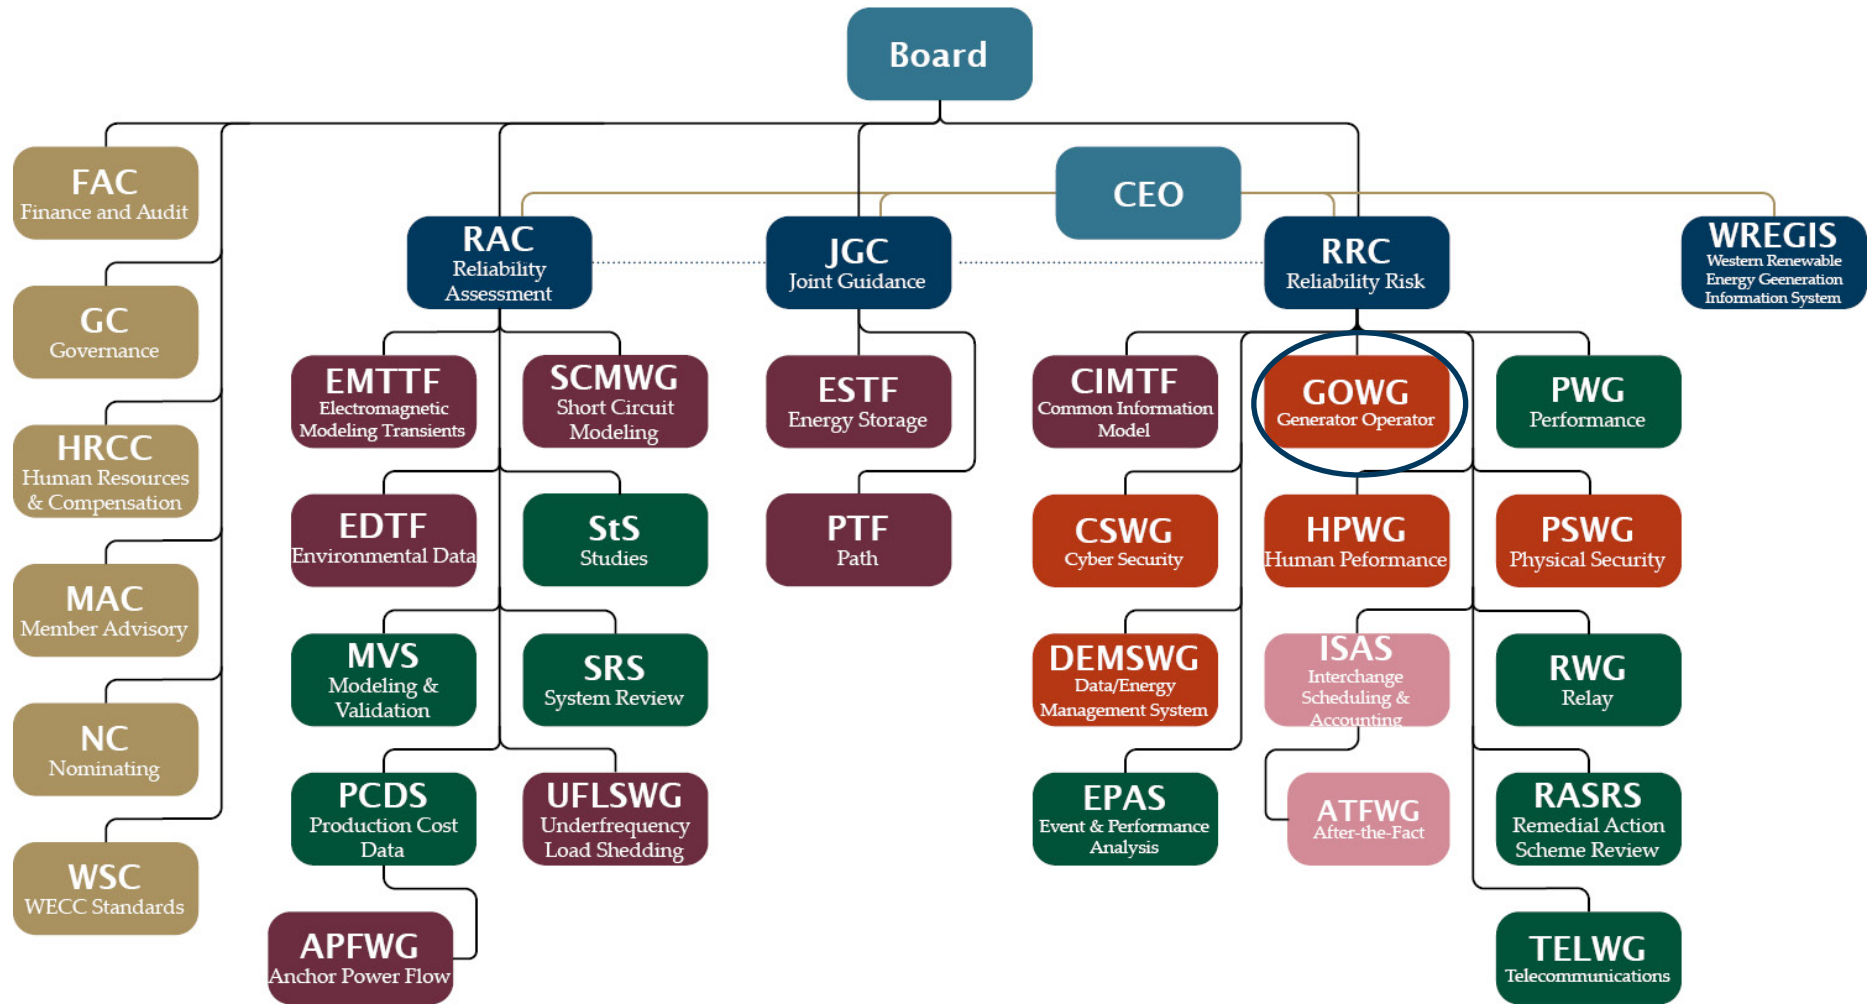 Board
CEO
FAC
Finance and Audit
GC
Governance
HRCC
Human Resources
& Compensation
MAC
Member Advisory
NC
Nominating
WSC
WECC Standards
RAC
Reliability
Assessment
JGC
Joint Guidance
RRC
Reliability Risk
WREGIS
Western Renewable
Energy Geeneration
Information System
EMTTF
Electromagnetic
Modeling Transients
SCMWG
Short Circuit
Modeling
EDTF
Environmental Data
StS
Studies
MVS
Modeling &
Validation
SRS
System Review
PCDS
Production Cost
Data
UFLSWG
Underfrequency
Load Shedding
APFWG
Anchor Power Flow
ESTF
Energy Storage
PTF
Path
CIMTF
Common Information
Model
GOWG
Generator Operator
PWG
Performance
CSWG
Cyber Security
HPWG
Human Peformance
PSWG
Physical Security
DEMSWG
Data/Energy
Management System
ISAS
Interchange
Scheduling &
Accounting
RWG
Relay
EPAS
Event & Performance
Analysis
ATFWG
After-the-Fact
RASRS
Remedial Action
Scheme Review
TELWG
Telecommunications